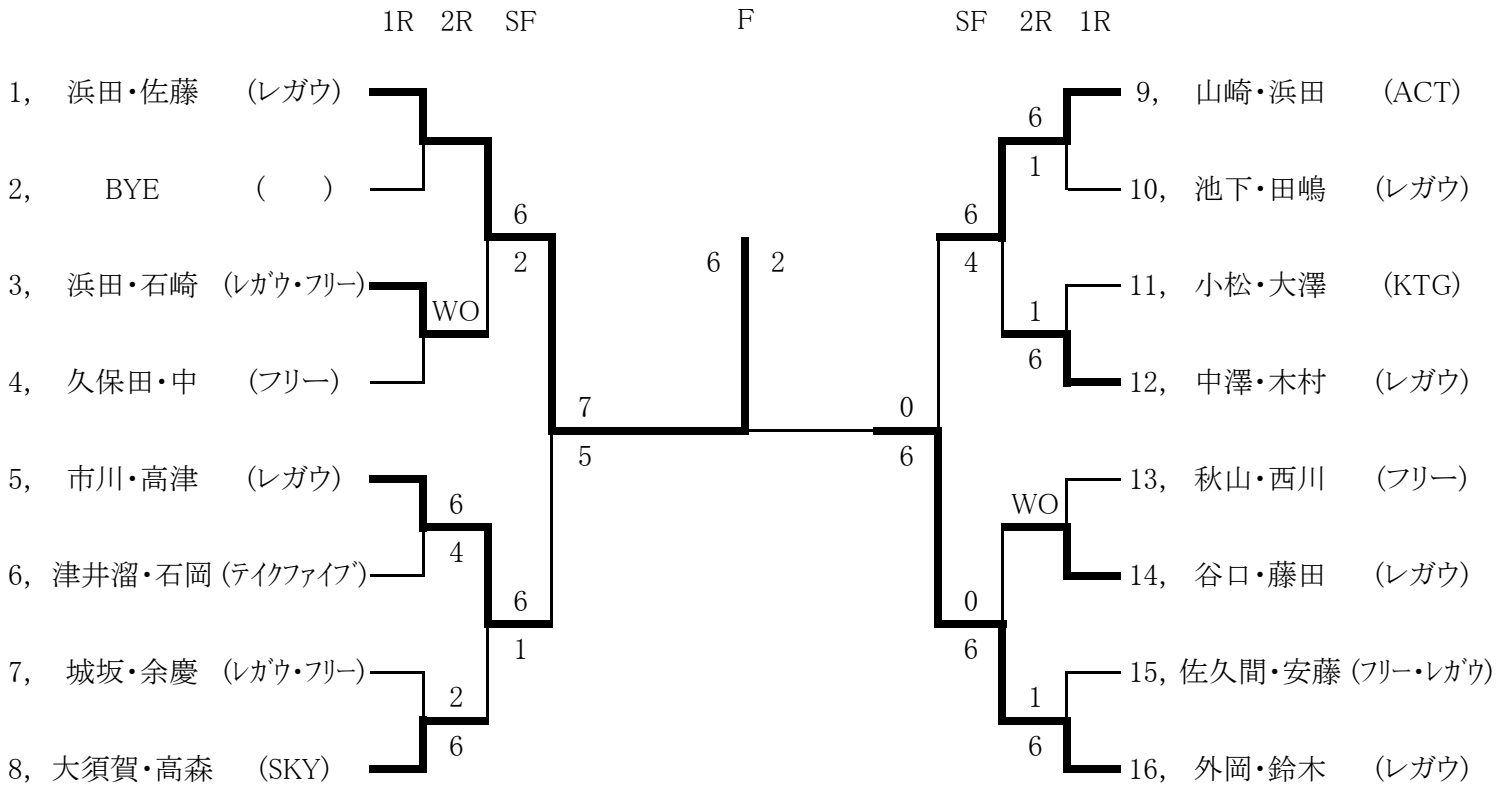 1R 2R SF F SF 2R 1R
1, 浜田・佐藤 (レガウ) 9, 山崎・浜田 (ACT)
6
1
2, BYE ( ) 10, 池下・田嶋 (レガウ)
6 6
2 6 2 4
3, 浜田・石崎 (レガウ・フリー) 11, 小松・大澤 (KTG)
WO 1
6
4, 久保田・中 (フリー) 12, 中澤・木村 (レガウ)
7 0
5 6
5, 市川・高津 (レガウ) 13, 秋山・西川 (フリー)
6 WO
4
6, 津井溜・石岡 (テイクファイブ) 14, 谷口・藤田 (レガウ)
6 0
1 6
7, 城坂・余慶 (レガウ・フリー) 15, 佐久間・安藤 (フリー・レガウ)
2 1
6 6
8, 大須賀・高森 (SKY) 16, 外岡・鈴木 (レガウ)